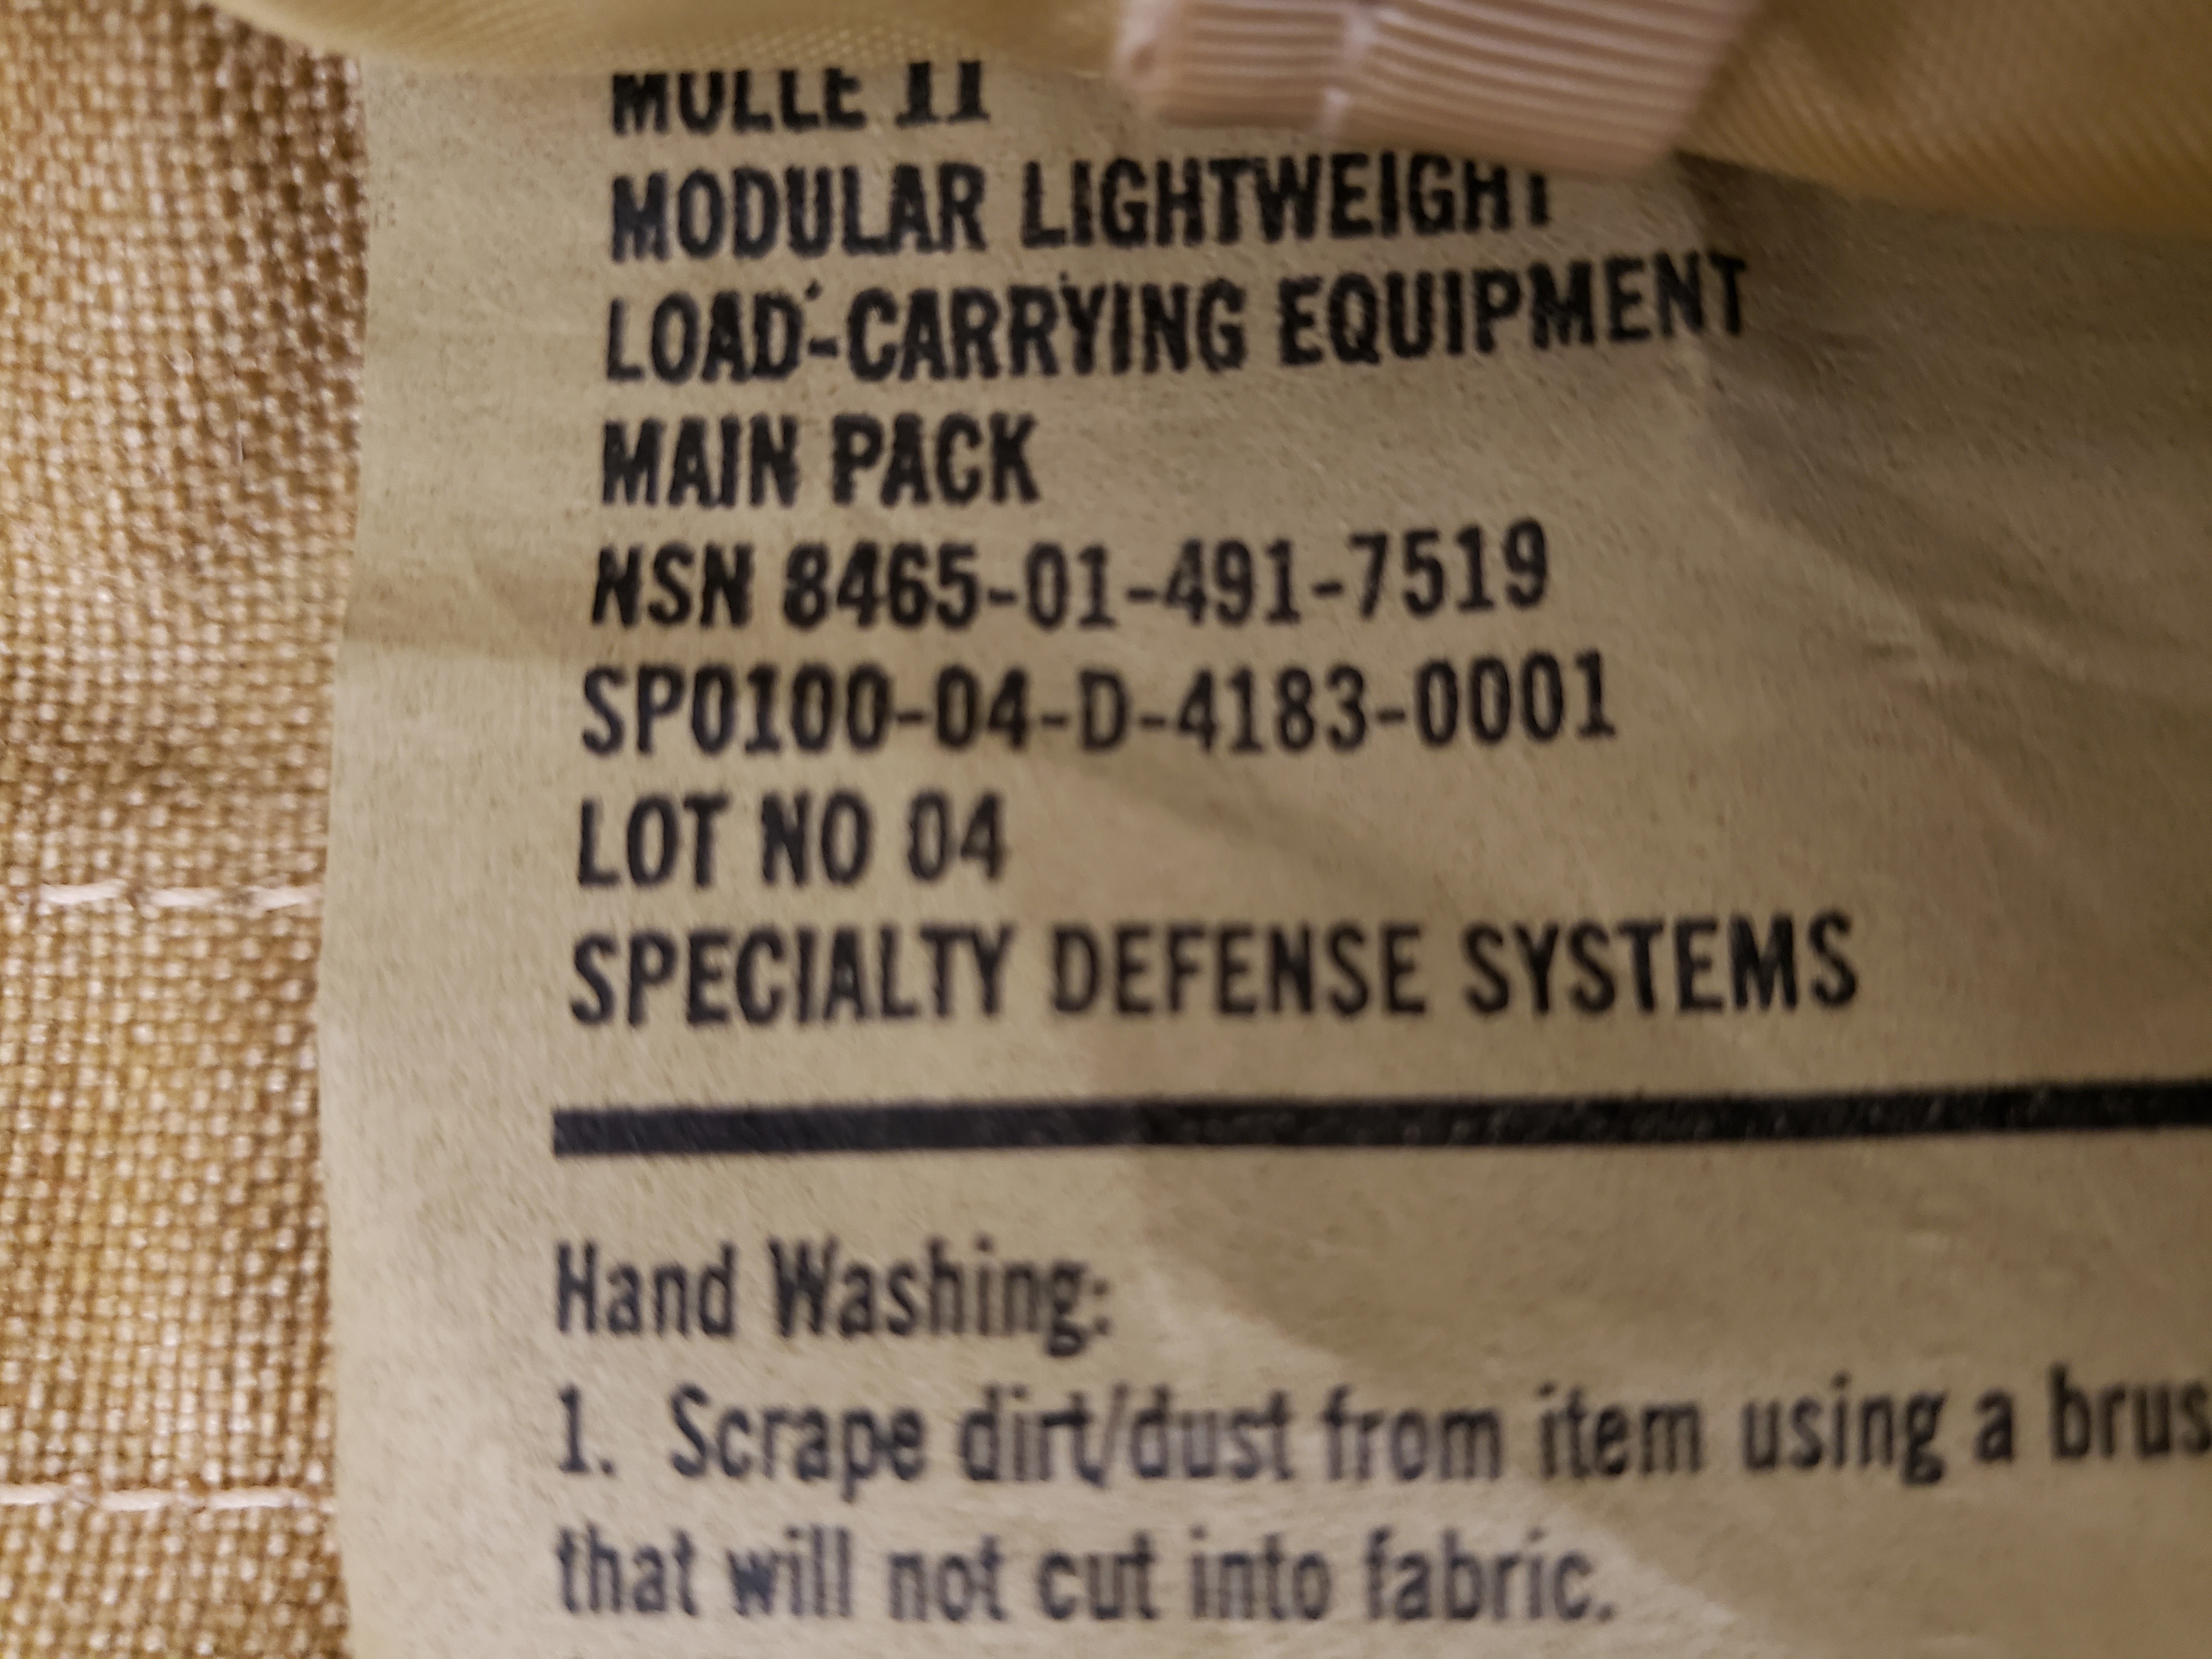 MOLLE II
MODULAR LIGHTWEIGHT
LOAD-CARRYING EQUIPMENT
MAIN PACK
NSN 8465-01-491-7519
SP0100-04-D-4183-0001
LOT NO 04
SPECIALTY DEFENSE SYSTEMS
Hand Washing:
1. Scrape dirt/dust from item using a brus
that will not cut into fabric.